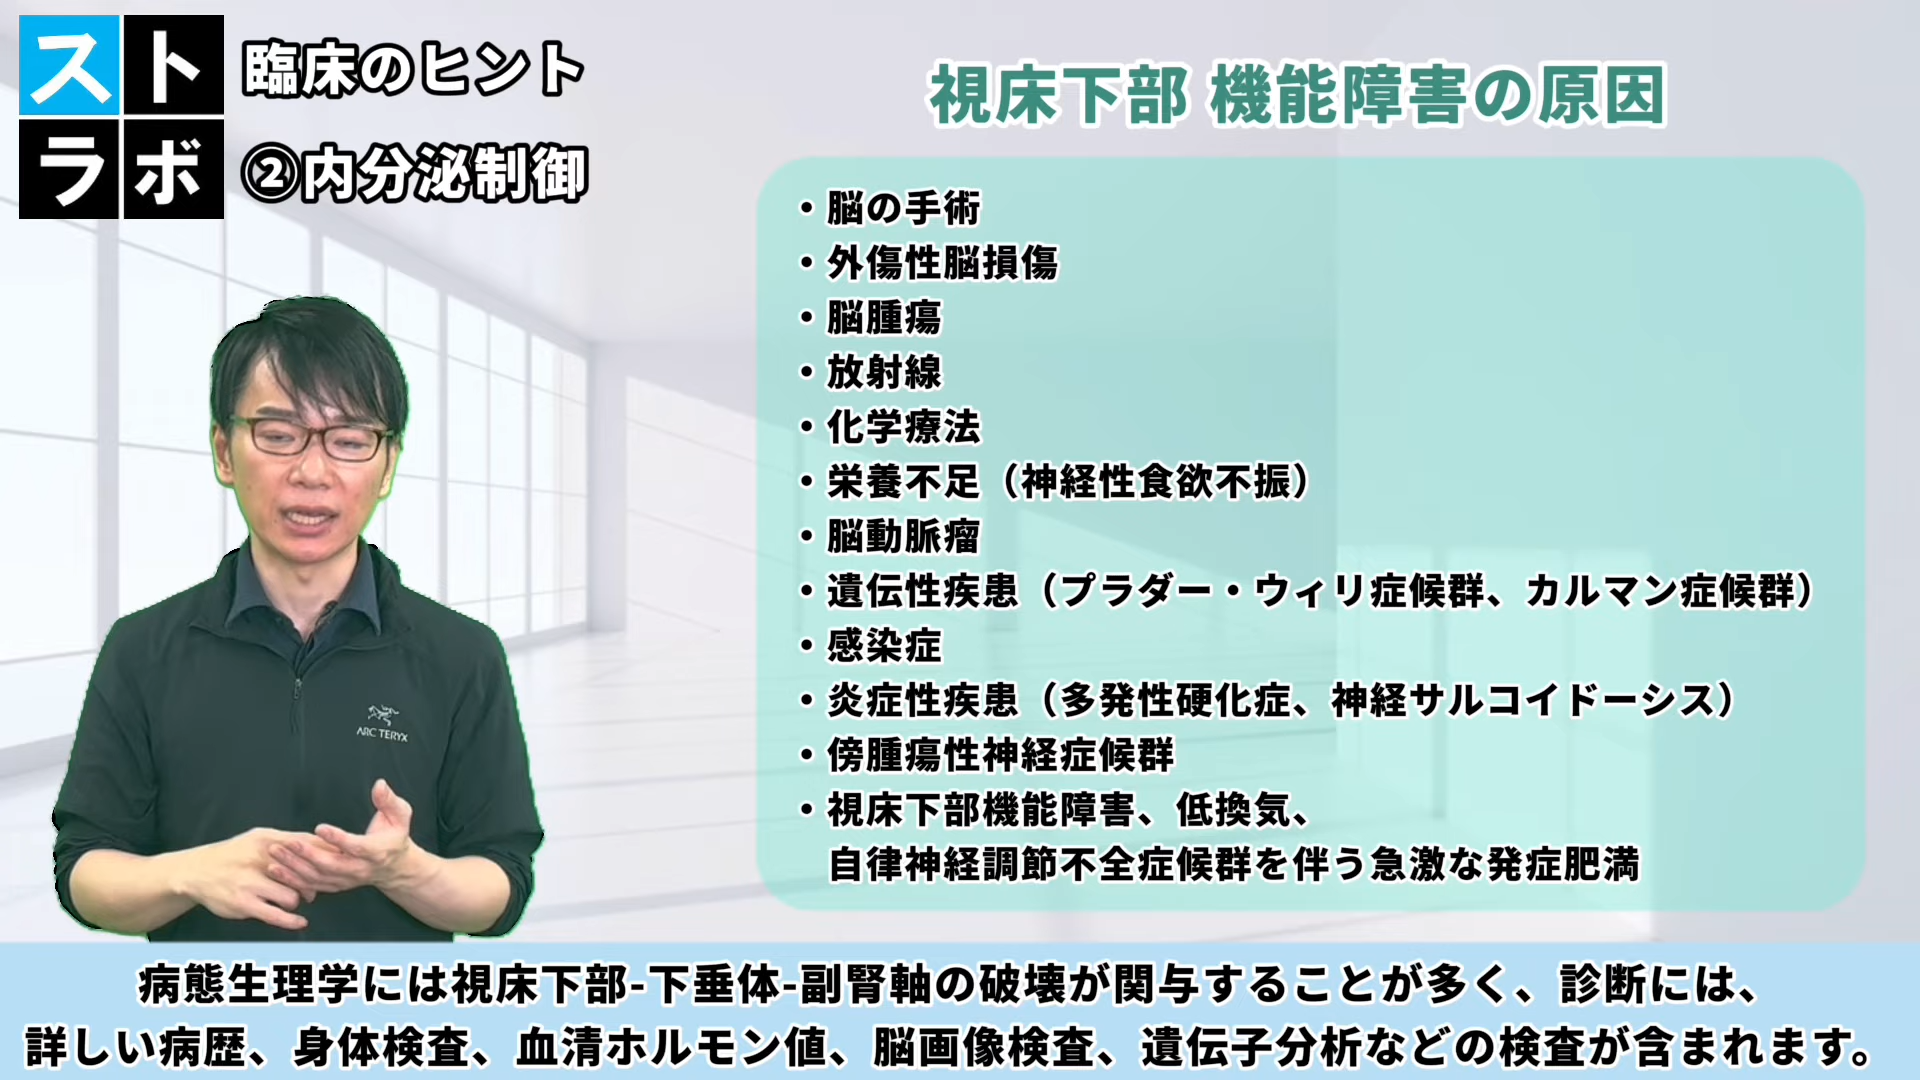 スト
ラボ
臨床のヒント
②内分泌制御
視床下部 機能障害の原因
・脳の手術
・外傷性脳損傷
・脳腫瘍
・放射線
・化学療法
・栄養不足（神経性食欲不振）
・脳動脈瘤
・遺伝性疾患（プラダー・ウィリ症候群、カルマン症候群）
・感染症
・炎症性疾患（多発性硬化症、神経サルコイドーシス）
・傍腫瘍性神経症候群
・視床下部機能障害、低換気、
自律神経調節不全症候群を伴う急激な発症肥満
ARC'TERYX
病態生理学には視床下部-下垂体-副腎軸の破壊が関与することが多く、診断には、
詳しい病歴、身体検査、血清ホルモン値、脳画像検査、遺伝子分析などの検査が含まれます。